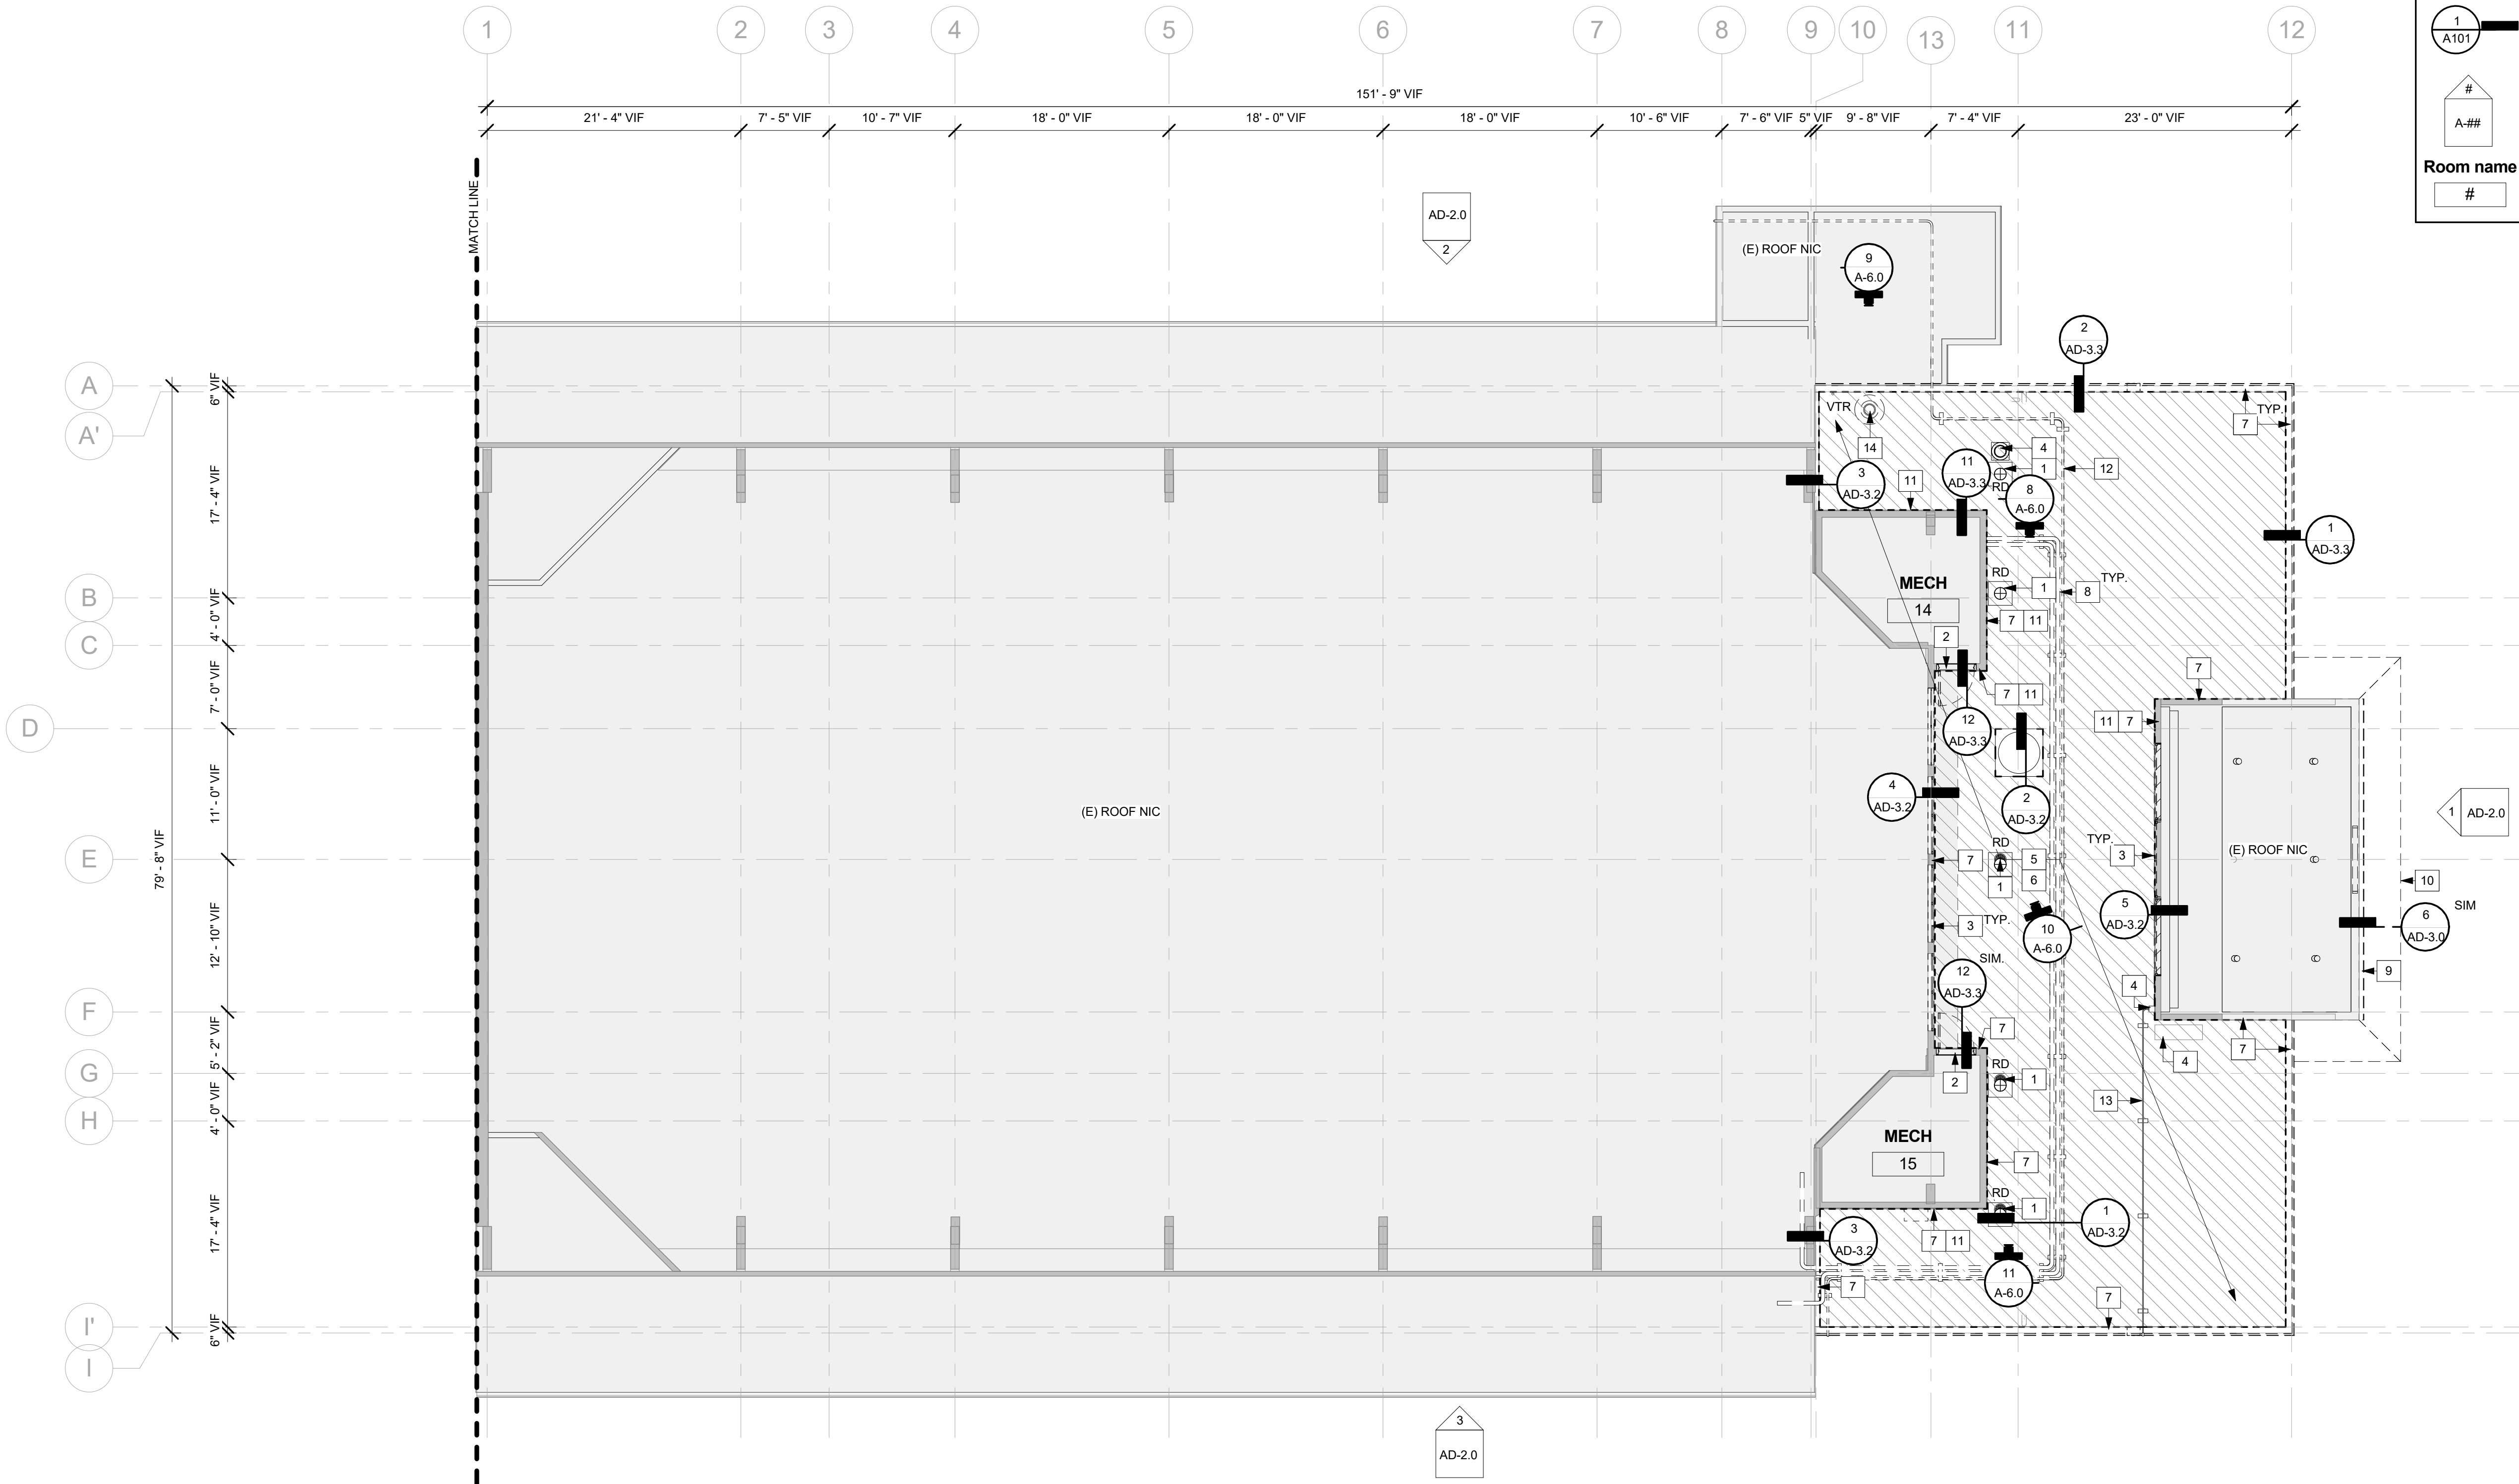 1
2
3
4
5
6
7
8
9
10
13
11
12
1
A101
#
A-##
Room name
#
151' - 9" VIF
21' - 4" VIF
7' - 5" VIF
10' - 7" VIF
18' - 0" VIF
18' - 0" VIF
18' - 0" VIF
10' - 6" VIF
7' - 6" VIF
5" VIF
9' - 8" VIF
7' - 4" VIF
23' - 0" VIF
MATCH LINE
AD-2.0
2
(E) ROOF NIC
9
A-6.0
2
AD-3.3
A
A'
B
C
D
E
F
G
H
I'
I
6" VIF
17' - 4" VIF
4' - 0" VIF
7' - 0" VIF
11' - 0" VIF
79' - 8" VIF
12' - 10" VIF
5' - 2" VIF
4' - 0" VIF
17' - 4" VIF
6" VIF
VTR
14
TYP.
7
4
1
12
RD
3
AD-3.2
11
11
AD-3.3
8
A-6.0
1
AD-3.3
MECH
14
RD
1
TYP.
8
7
11
2
7
11
7
12
AD-3.3
11
7
2
AD-3.2
4
AD-3.2
(E) ROOF NIC
1
AD-2.0
RD
7
5
6
1
TYP.
3
(E) ROOF NIC
10
5
AD-3.2
6
AD-3.0
SIM
3
TYP.
10
A-6.0
9
12
AD-3.3
SIM.
4
7
4
7
2
RD
1
13
MECH
15
7
RD
1
1
AD-3.2
3
AD-3.2
7
11
11
A-6.0
7
7
3
AD-2.0